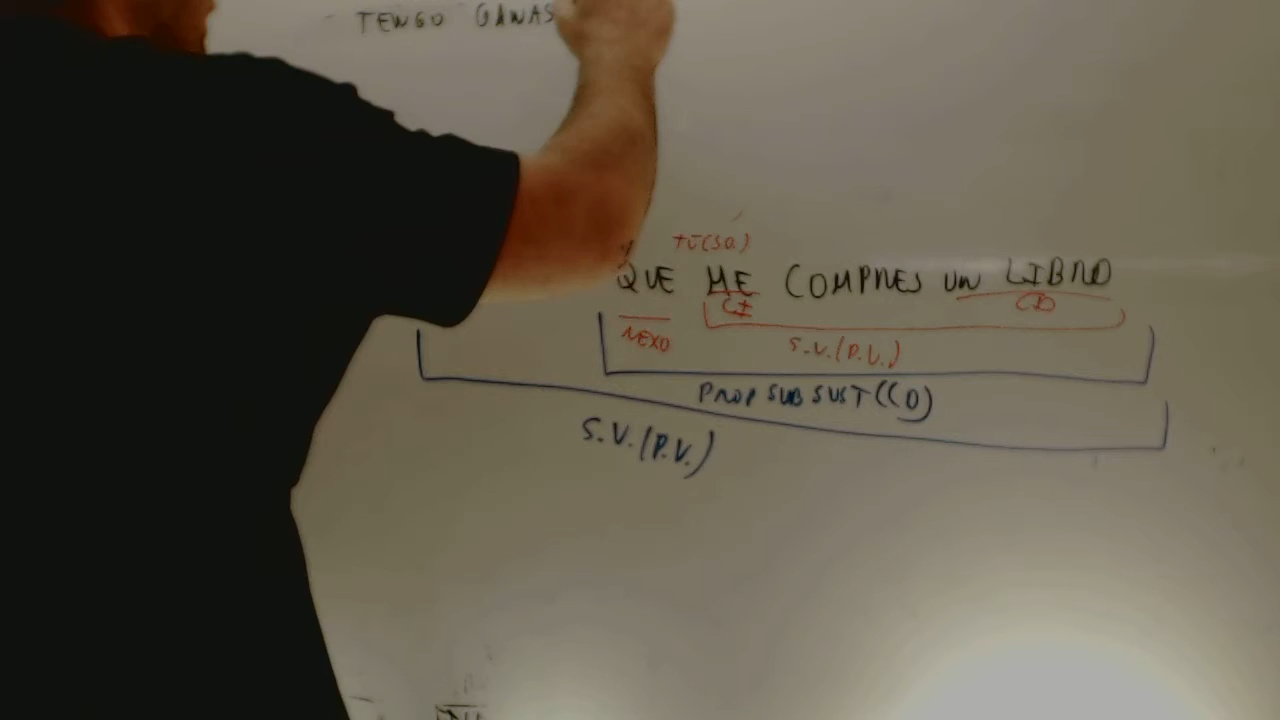 TENGO GANAS
TÚ(SO)
QUE ME COMPRES UN LIBRO
CI CD
NEXO S.V.(P.V.)
PROP SUB SUST (CD)
S.V.(P.V.)